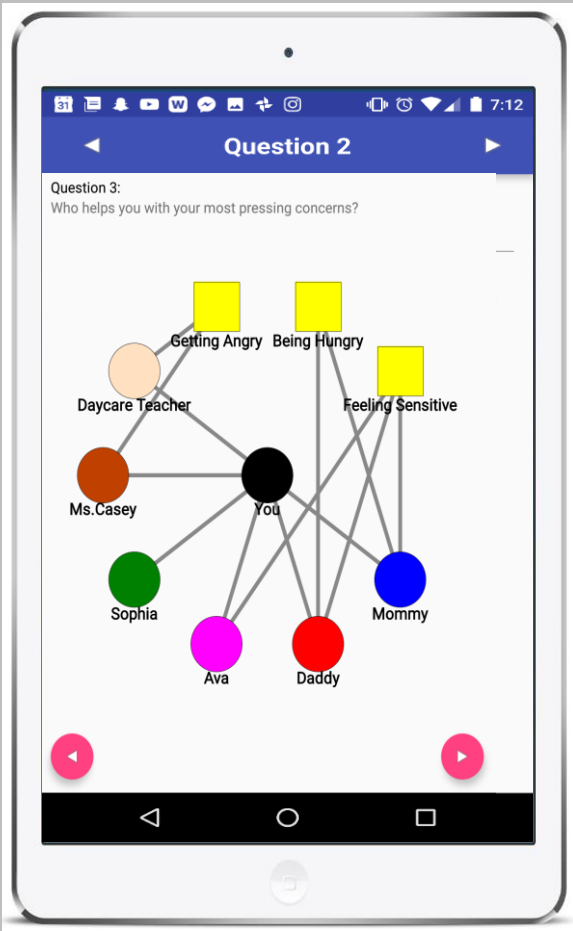 31 W 7:12
Question 2
Question 3:
Who helps you with your most pressing concerns?
Getting Angry Being Hungry
Daycare Teacher Feeling Sensitive
Ms.Casey You
Sophia Mommy
Ava Daddy